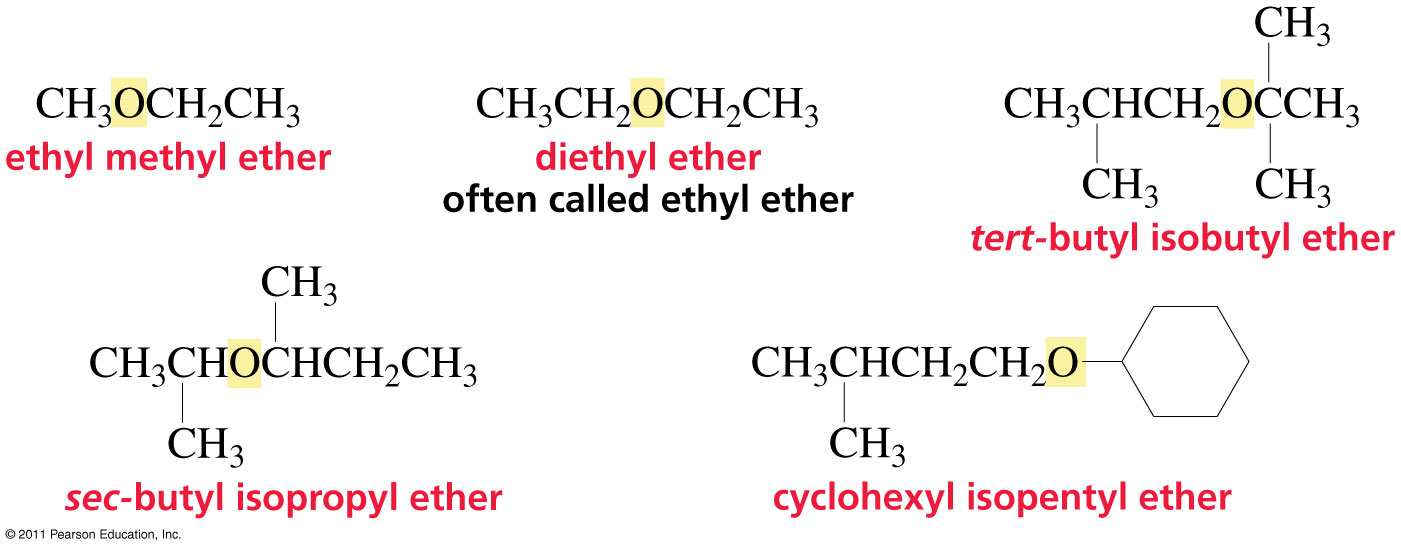 CH₃OCH₂CH₃
ethyl methyl ether
CH₃CH₂OCH₂CH₃
diethyl ether
often called ethyl ether
CH₃
CH₃CHCH₂OCCH₃
CH₃ CH₃
tert-butyl isobutyl ether
CH₃
CH₃CHOCHCH₂CH₃
CH₃
sec-butyl isopropyl ether
CH₃CHCH₂CH₂O
CH₃
cyclohexyl isopentyl ether
© 2011 Pearson Education, Inc.